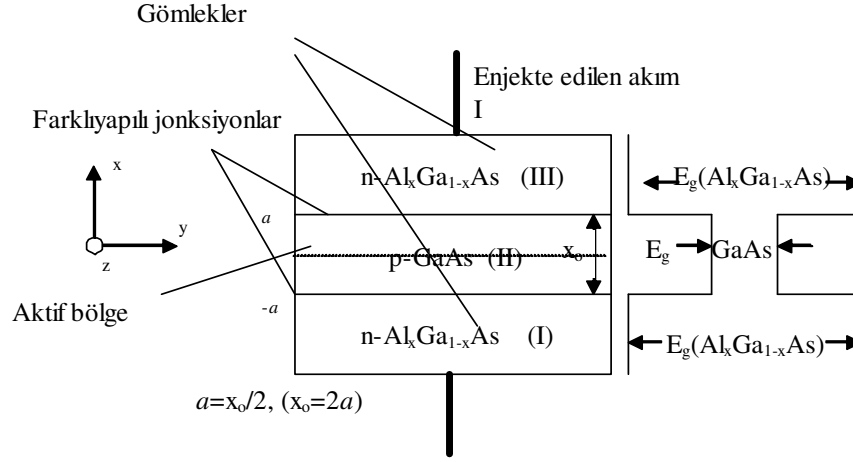 Gömlekler
Enjekte edilen akım
I
Farklıyapılı jonksiyonlar
x
n-AlxGa1-xAs (III)
Eg(AlxGa1-xAs)
a
y
z
p-GaAs (II)
xo
Eg
GaAs
Aktif bölge
-a
n-AlxGa1-xAs (I)
Eg(AlxGa1-xAs)
a=xo/2, (xo=2a)